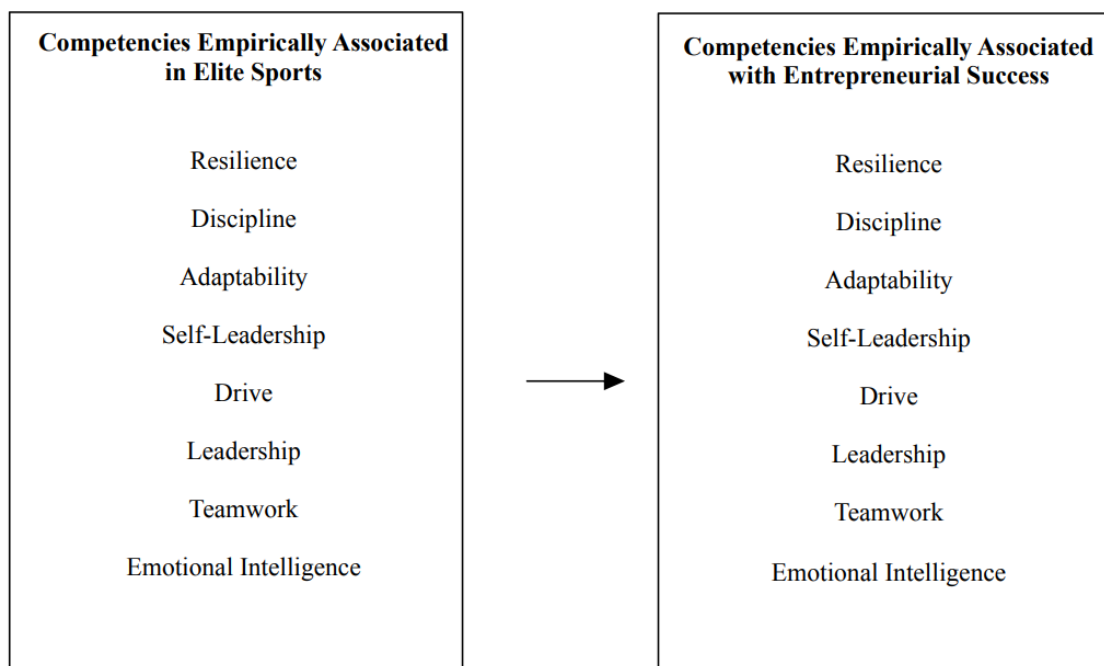 Competencies Empirically Associated
in Elite Sports
Resilience
Discipline
Adaptability
Self-Leadership
Drive
Leadership
Teamwork
Emotional Intelligence
Competencies Empirically Associated
with Entrepreneurial Success
Resilience
Discipline
Adaptability
Self-Leadership
Drive
Leadership
Teamwork
Emotional Intelligence